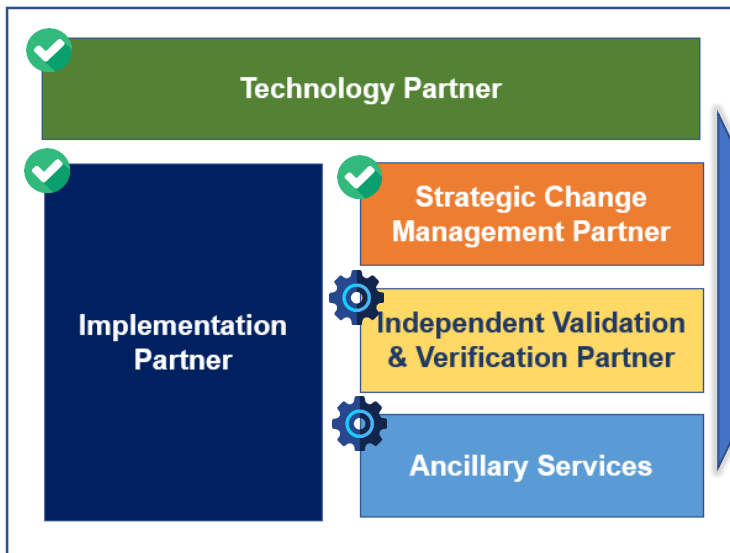 Technology Partner
Strategic Change
Management Partner
Implementation
Partner
Independent Validation
& Verification Partner
Ancillary Services